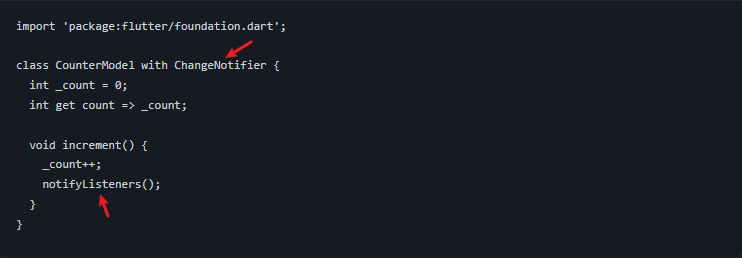 import 'package:flutter/foundation.dart';
class CounterModel with ChangeNotifier {
int _count = 0;
int get count => _count;
void increment() {
_count++;
notifyListeners();
}
}